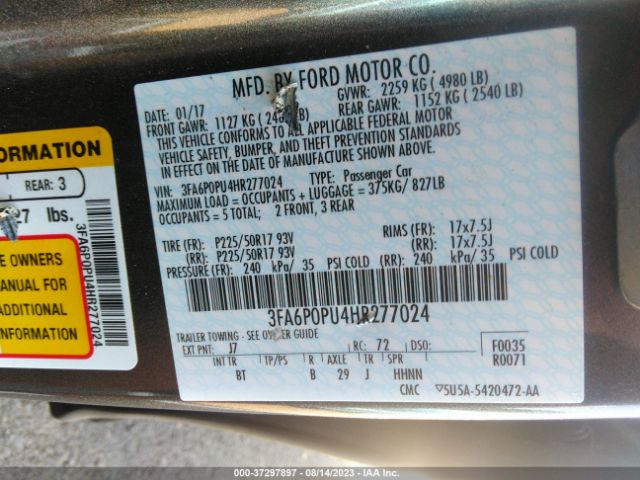 MFD. BY FORD MOTOR CO.
DATE: 01/17
GVWR: 2259 KG ( 4980 LB)
FRONT GAWR: 1127 KG LB)
REAR GAWR: 1152 KG ( 2540 LB)
THIS VEHICLE CONFORMS TO ALL APPLICABLE FEDERAL MOTOR
VEHICLE SAFETY, BUMPER, AND THEFT PREVENTION STANDARDS
IN EFFECT ON THE DATE OF MANUFACTURE SHOWN ABOVE.
VIN: 3FA6P0PU4HR277024 TYPE: Passenger Car
MAXIMUM LOAD = OCCUPANTS + LUGGAGE = 375KG/ 827LB
OCCUPANTS = 5 TOTAL; 2 FRONT, 3 REAR
TIRE (FR): P225/50R17 93V RIMS (FR): 17x7.5J
(RR): P225/50R17 93V (RR): 17x7.5J
PRESSURE (FR): 240 kPa/ 35 PSI COLD (RR): 240 kPa/ 35 PSI COLD
3FA6P0PU4HR277024
TRAILER TOWING - SEE OWNER GUIDE
EXT PNT: J7 RC: 72 DSO: F0035
R0071
INT TR TP/PS R AXLE TR SPR
BT B 29 J HHNN
CMC ▽5U5A-5420472-AA
ORMATION
REAR: 3
27 lbs.
E OWNERS
MANUAL FOR
ADDITIONAL
INFORMATION
3FA6P0PU4HR277024
000-37297897 - 08/14/2023 - IAA Inc.